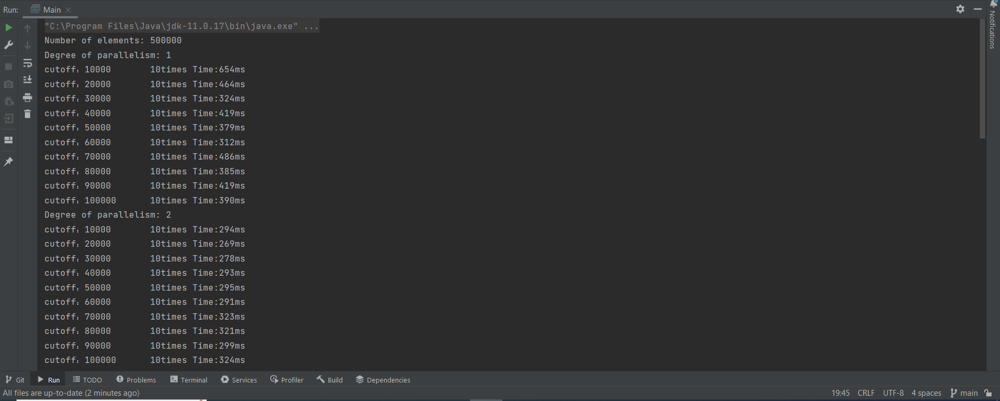 Run: Main
Notifications
"C:\Program Files\Java\jdk-11.0.17\bin\java.exe" ...
Number of elements: 500000
Degree of parallelism: 1
cutoff：10000 10times Time:654ms
cutoff：20000 10times Time:464ms
cutoff：30000 10times Time:324ms
cutoff：40000 10times Time:419ms
cutoff：50000 10times Time:379ms
cutoff：60000 10times Time:312ms
cutoff：70000 10times Time:486ms
cutoff：80000 10times Time:385ms
cutoff：90000 10times Time:419ms
cutoff：100000 10times Time:390ms
Degree of parallelism: 2
cutoff：10000 10times Time:294ms
cutoff：20000 10times Time:269ms
cutoff：30000 10times Time:278ms
cutoff：40000 10times Time:293ms
cutoff：50000 10times Time:295ms
cutoff：60000 10times Time:291ms
cutoff：70000 10times Time:323ms
cutoff：80000 10times Time:321ms
cutoff：90000 10times Time:299ms
cutoff：100000 10times Time:324ms
Git Run TODO Problems Terminal Services Profiler Build Dependencies
All files are up-to-date (2 minutes ago) 19:45 CRLF UTF-8 4 spaces main